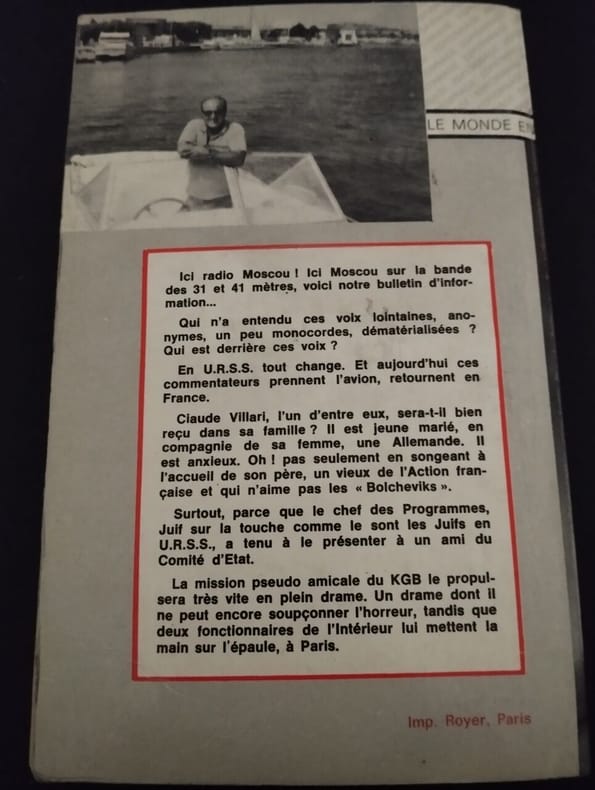 LE MONDE EN
Ici radio Moscou ! Ici Moscou sur la bande
des 31 et 41 mètres, voici notre bulletin d'infor-
mation...
Qui n'a entendu ces voix lointaines, ano-
nymes, un peu monocordes, dématérialisées ?
Qui est derrière ces voix ?
En U.R.S.S. tout change. Et aujourd'hui ces
commentateurs prennent l'avion, retournent en
France.
Claude Villari, l'un d'entre eux, sera-t-il bien
reçu dans sa famille ? Il est jeune marié, en
compagnie de sa femme, une Allemande. Il
est anxieux. Oh ! pas seulement en songeant à
l'accueil de son père, un vieux de l'Action fran-
çaise et qui n'aime pas les « Bolcheviks ».
Surtout, parce que le chef des Programmes,
Juif sur la touche comme le sont les Juifs en
U.R.S.S., a tenu à le présenter à un ami du
Comité d'Etat.
La mission pseudo amicale du KGB le propul-
sera très vite en plein drame. Un drame dont il
ne peut encore soupçonner l'horreur, tandis que
deux fonctionnaires de l'Intérieur lui mettent la
main sur l'épaule, à Paris.
Imp. Royer, Paris